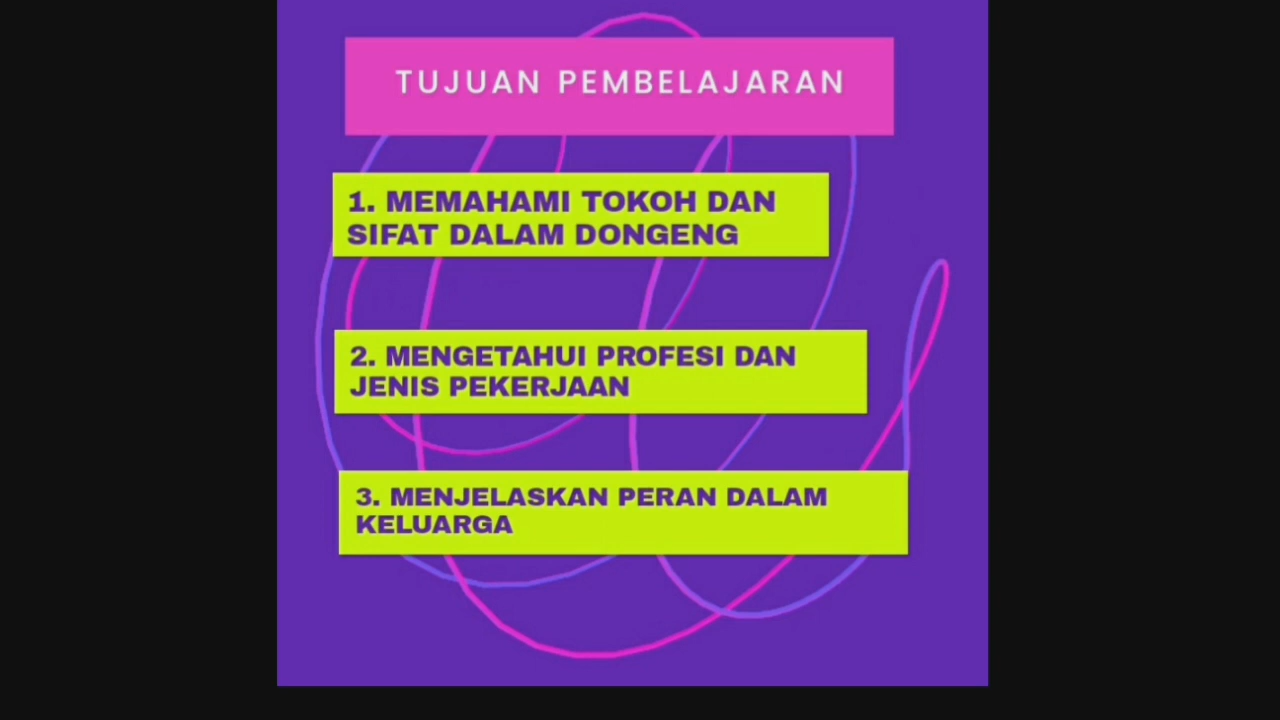 TUJUAN PEMBELAJARAN
1. MEMAHAMI TOKOH DAN
SIFAT DALAM DONGENG
2. MENGETAHUI PROFESI DAN
JENIS PEKERJAAN
3. MENJELASKAN PERAN DALAM
KELUARGA